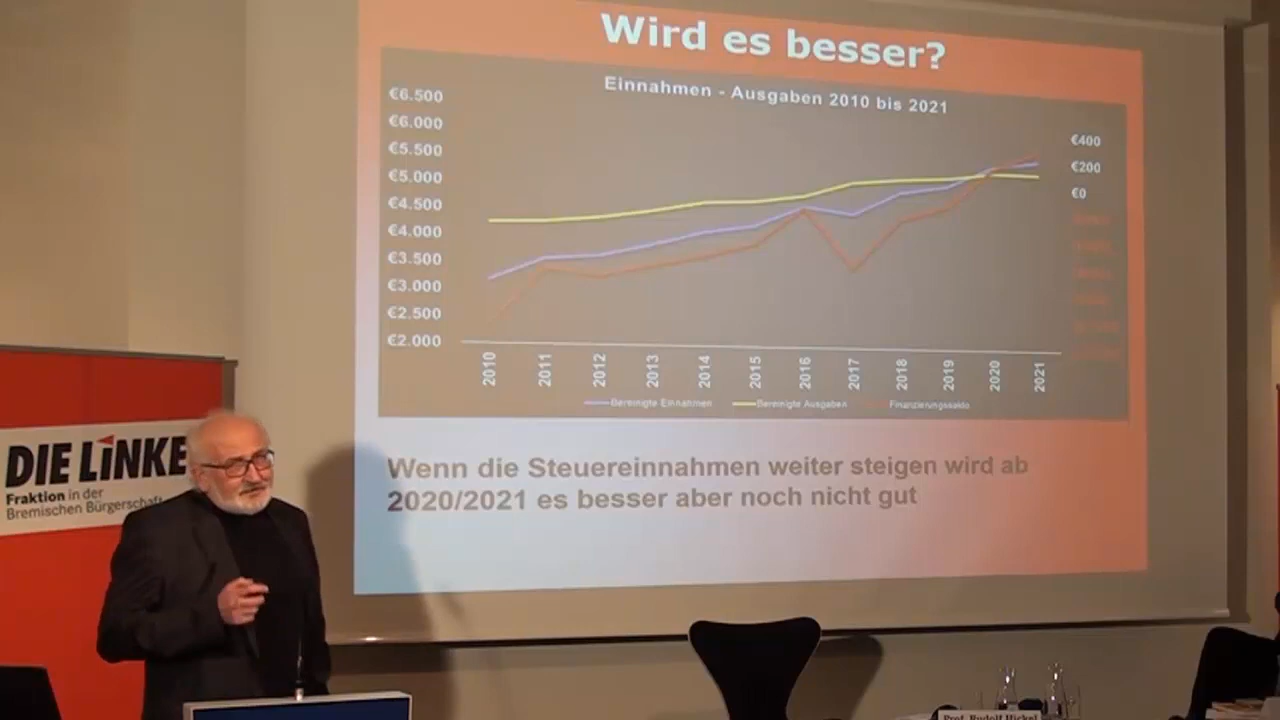 Wird es besser?
Einnahmen - Ausgaben 2010 bis 2021
€6.500
€6.000
€5.500
€5.000
€4.500
€4.000
€3.500
€3.000
€2.500
€2.000
€400
€200
€0
2010 2011 2012 2013 2014 2015 2016 2017 2018 2019 2020 2021
Bereinigte Einnahmen Bereinigte Ausgaben Finanzierungssaldo
Wenn die Steuereinnahmen weiter steigen wird ab
2020/2021 es besser aber noch nicht gut
DIE LINKE
Fraktion in der
Bremischen Bürgerschaft
Prof. Rudolf Hickel